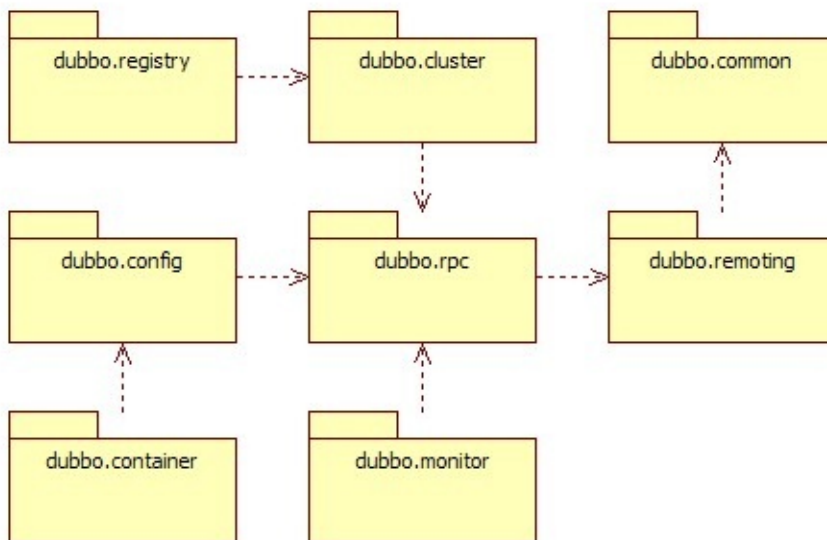 dubbo.registry
dubbo.cluster
dubbo.common
dubbo.config
dubbo.rpc
dubbo.remoting
dubbo.container
dubbo.monitor